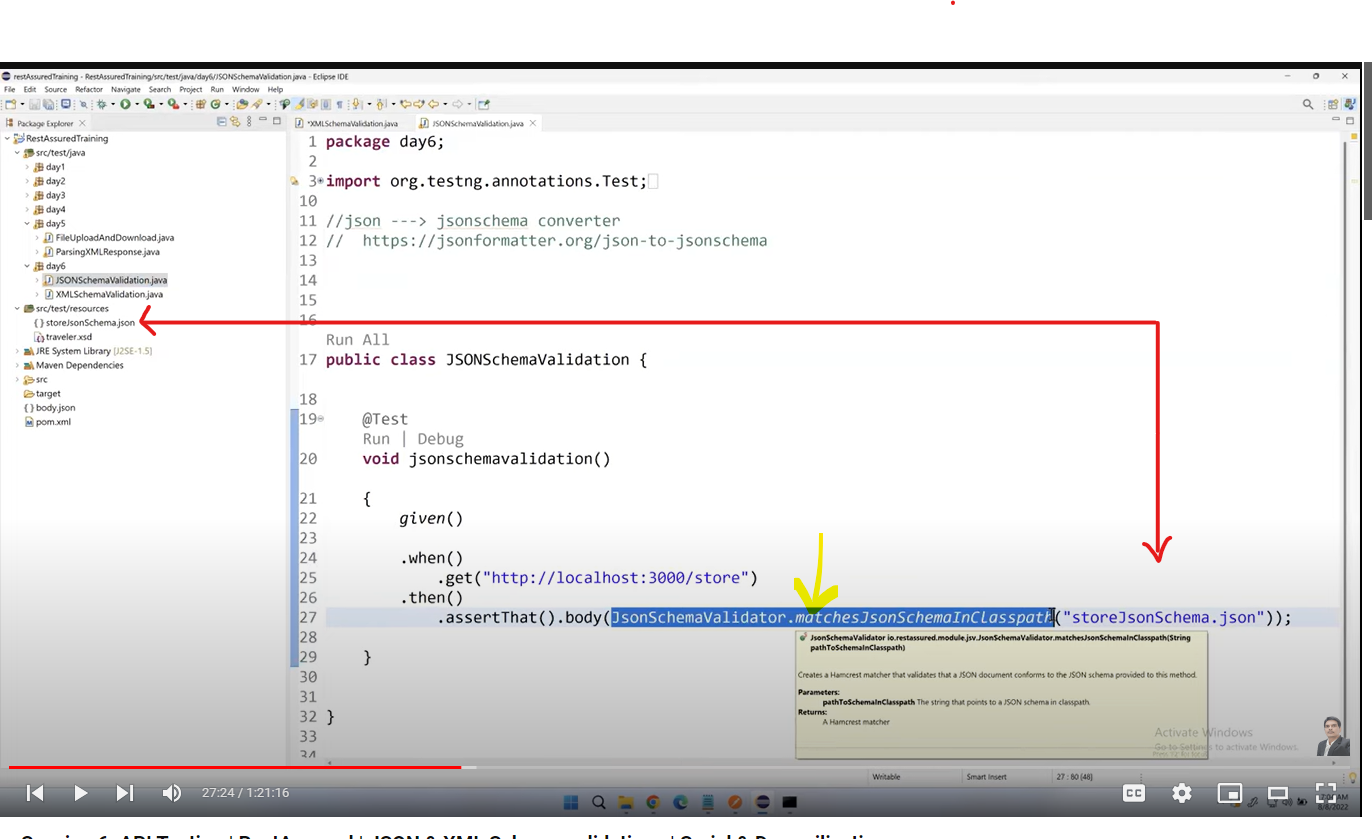 restAssuredTraining - RestAssuredTraining/src/test/java/day6/JSONSchemaValidation.java - Eclipse IDE
File Edit Source Refactor Navigate Search Project Run Window Help
Package Explorer
*XMLSchemaValidation.java
JSONSchemaValidation.java
RestAssuredTraining
src/test/java
day1
day2
day3
day4
day5
FileUploadAndDownload.java
ParsingXMLResponse.java
day6
JSONSchemaValidation.java
XMLSchemaValidation.java
src/test/resources
storeJsonSchema.json
traveler.xsd
JRE System Library [J2SE-1.5]
Maven Dependencies
src
target
body.json
pom.xml
1 package day6;
2
3 import org.testng.annotations.Test;
10
11 //json ---> jsonschema converter
12 // https://jsonformatter.org/json-to-jsonschema
13
14
15
16
Run All
17 public class JSONSchemaValidation {
18
19 @Test
Run | Debug
20 void jsonschemavalidation()
21 {
22 given()
23
24 .when()
25 .get("http://localhost:3000/store")
26 .then()
27 .assertThat().body(JsonSchemaValidator.matchesJsonSchemaInClasspath("storeJsonSchema.json"));
28
29 }
30
31
32 }
33
34
JsonSchemaValidator io.restassured.module.jsv.JsonSchemaValidator.matchesJsonSchemaInClasspath(String
pathToSchemaInClasspath)
Creates a Hamcrest matcher that validates that a JSON document conforms to the JSON schema provided to this method.
Parameters:
pathToSchemaInClasspath The string that points to a JSON schema in classpath.
Returns:
A Hamcrest matcher
Activate Windows
Go to Settings to activate Windows.
Writable
Smart Insert
27 : 80 [48]
27:24 / 1:21:16
CC
8/8/2022